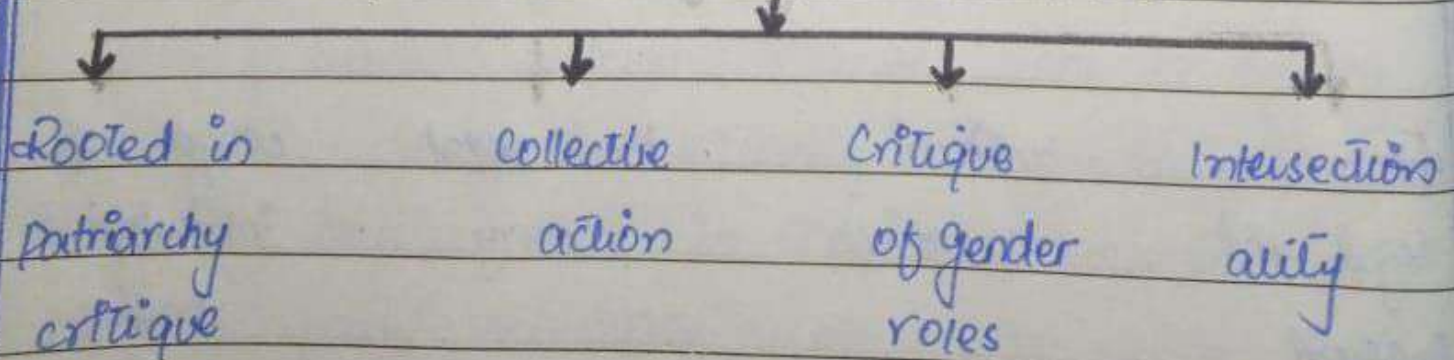 Rooted in
patriarchy
critique
Collective
action
Critique
of gender
roles
Intersection
ality